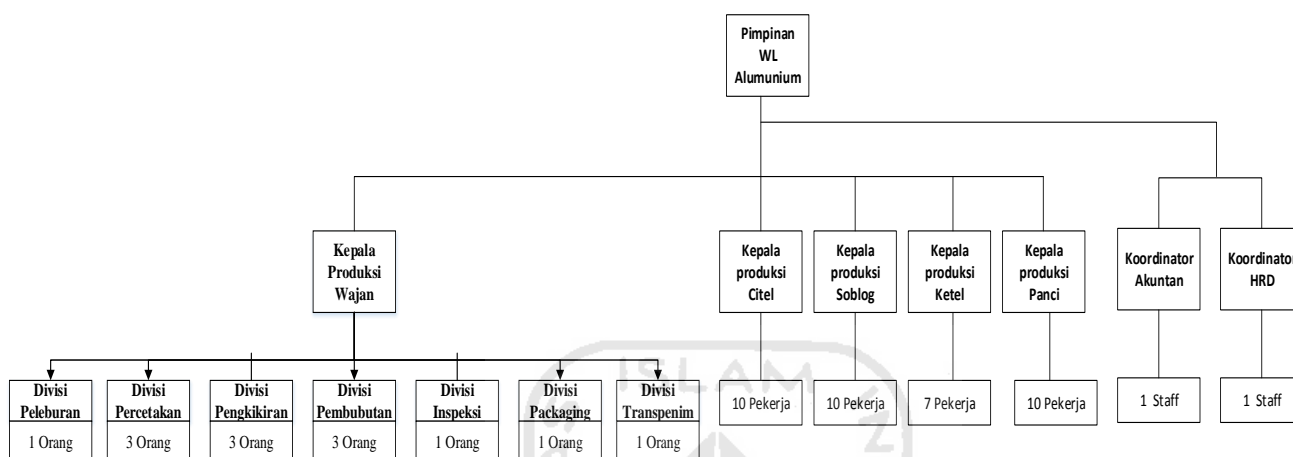 Pimpinan
WL
Alumunium
Kepala
Produksi
Wajan
Kepala
produksi
Citel
Kepala
produksi
Soblog
Kepala
produksi
Ketel
Kepala
produksi
Panci
Koordinator
Akuntan
Koordinator
HRD
Divisi
Peleburan
1 Orang
Divisi
Percetakan
3 Orang
Divisi
Pengkikiran
3 Orang
Divisi
Pembubutan
3 Orang
Divisi
Inspeksi
1 Orang
Divisi
Packaging
1 Orang
Divisi
Transpenim
1 Orang
10 Pekerja
10 Pekerja
7 Pekerja
10 Pekerja
1 Staff
1 Staff
ISLAM